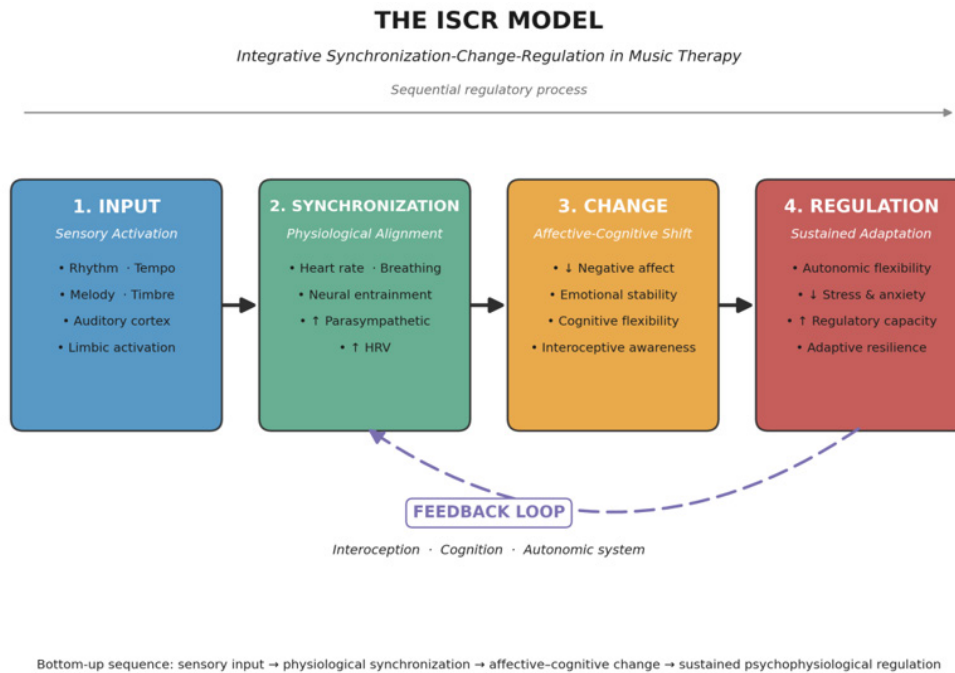 THE ISCR MODEL
Integrative Synchronization-Change-Regulation in Music Therapy
Sequential regulatory process
1. INPUT
Sensory Activation
• Rhythm · Tempo
• Melody · Timbre
• Auditory cortex
• Limbic activation
2. SYNCHRONIZATION
Physiological Alignment
• Heart rate · Breathing
• Neural entrainment
• ↑ Parasympathetic
• ↑ HRV
3. CHANGE
Affective-Cognitive Shift
• ↓ Negative affect
• Emotional stability
• Cognitive flexibility
• Interoceptive awareness
4. REGULATION
Sustained Adaptation
• Autonomic flexibility
• ↓ Stress & anxiety
• ↑ Regulatory capacity
• Adaptive resilience
FEEDBACK LOOP
Interoception · Cognition · Autonomic system
Bottom-up sequence: sensory input → physiological synchronization → affective–cognitive change → sustained psychophysiological regulation